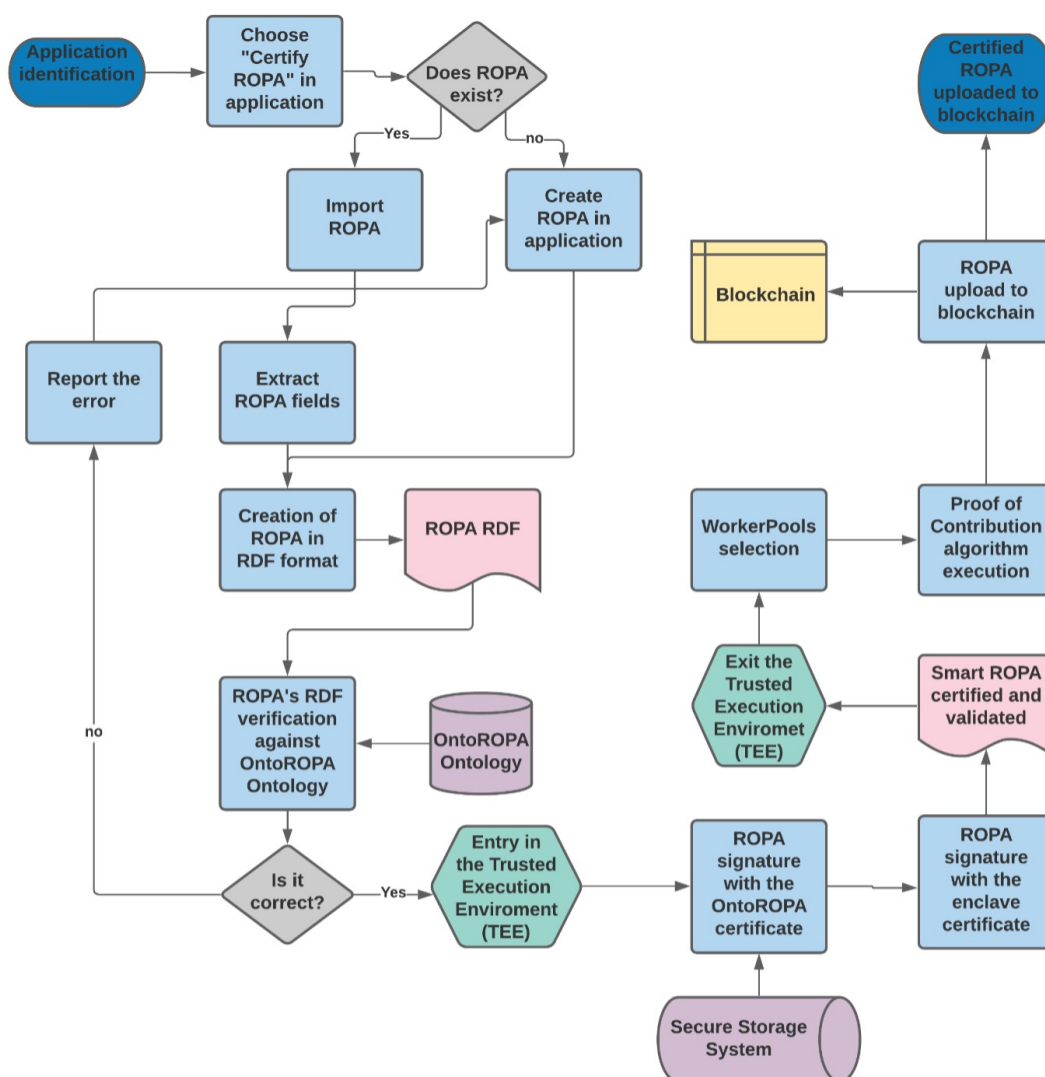 Application
identification
Choose
"Certify
ROPA" in
application
Does ROPA
exist?
Yes
no
Import
ROPA
Create
ROPA in
application
Report the
error
Extract
ROPA fields
Creation of
ROPA in
RDF format
ROPA RDF
ROPA's RDF
verification
against
OntoROPA
Ontology
OntoROPA
Ontology
no
Is it
correct?
Yes
Entry in
the Trusted
Execution
Enviroment
(TEE)
ROPA
signature
with the
OntoROPA
certificate
Secure Storage
System
ROPA
signature
with the
enclave
certificate
Smart ROPA
certified and
validated
Exit the
Trusted
Execution
Enviromet
(TEE)
WorkerPools
selection
Proof of
Contribution
algorithm
execution
ROPA
upload to
blockchain
Blockchain
Certified
ROPA
uploaded to
blockchain